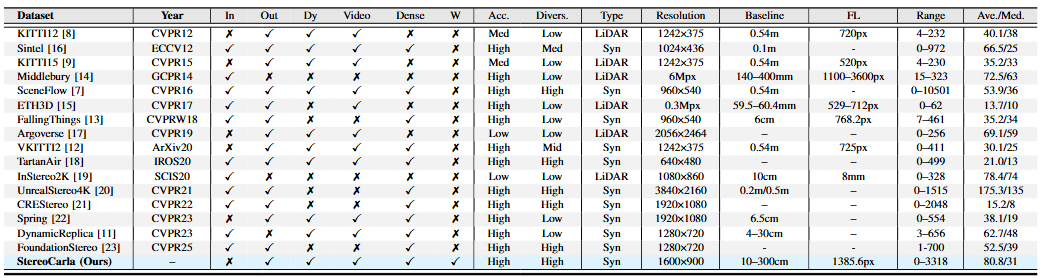 Dataset Year In Out Dy Video Dense W Acc. Divers. Type Resolution Baseline FL Range Ave./Med.
KITTI12 [8] CVPR12 ✗ ✓ ✓ ✓ ✗ ✗ Med Low LiDAR 1242×375 0.54m 720px 4–232 40.1/38
Sintel [16] ECCV12 ✓ ✓ ✓ ✓ ✓ ✗ High Med Syn 1024×436 0.1m - 0–972 66.5/25
KITTI15 [9] CVPR15 ✗ ✓ ✓ ✓ ✗ ✗ Med Low LiDAR 1242×375 0.54m 520px 4–230 35.2/33
Middlebury [14] GCPR14 ✓ ✗ ✗ ✗ ✓ ✗ High Low LiDAR 6Mpx 140–400mm 1100–3600px 15–323 72.5/63
SceneFlow [7] CVPR16 ✓ ✓ ✓ ✓ ✓ ✗ High High Syn 960×540 0.54m - 0–10501 53.9/36
ETH3D [15] CVPR17 ✓ ✓ ✗ ✓ ✗ ✗ High Low LiDAR 0.3Mpx 59.5–60.4mm 529–712px 0–62 13.7/10
FallingThings [13] CVPRW18 ✓ ✓ ✗ ✗ ✓ ✗ High Low Syn 960×540 6cm 768.2px 7–461 35.2/34
Argoverse [17] CVPR19 ✗ ✓ ✓ ✓ ✗ ✗ Low Low LiDAR 2056×2464 – – 0–256 69.1/59
VKITTI2 [12] ArXiv20 ✗ ✓ ✓ ✓ ✓ ✗ High Mid Syn 1242×375 0.54m 725px 0–411 30.1/25
TartanAir [18] IROS20 ✓ ✓ ✓ ✓ ✓ ✗ High High Syn 640×480 – – 0–499 21.0/13
InStereo2K [19] SCIS20 ✓ ✗ ✗ ✗ ✓ ✗ Low Low LiDAR 1080×860 10cm 8mm 0–328 78.4/74
UnrealStereo4K [20] CVPR21 ✓ ✓ ✗ ✗ ✓ ✗ High High Syn 3840×2160 0.2m/0.5m – 0–1515 175.3/135
CREStereo [21] CVPR22 ✓ ✓ ✗ ✗ ✓ ✗ High High Syn 1920×1080 – – 0–2048 15.2/8
Spring [22] CVPR23 ✗ ✓ ✓ ✓ ✓ ✗ High Low Syn 1920×1080 6.5cm – 0–554 38.1/19
DynamicReplica [11] CVPR23 ✓ ✗ ✓ ✓ ✓ ✗ High Low Syn 1280×720 4–30cm – 3–656 62.7/48
FoundationStereo [23] CVPR25 ✓ ✓ ✗ ✗ ✓ ✗ High High Syn 1280×720 - - 1-700 52.5/39
StereoCarla (Ours) – ✗ ✓ ✓ ✓ ✓ ✓ High High Syn 1600×900 10–300cm 1385.6px 0–3318 80.8/31